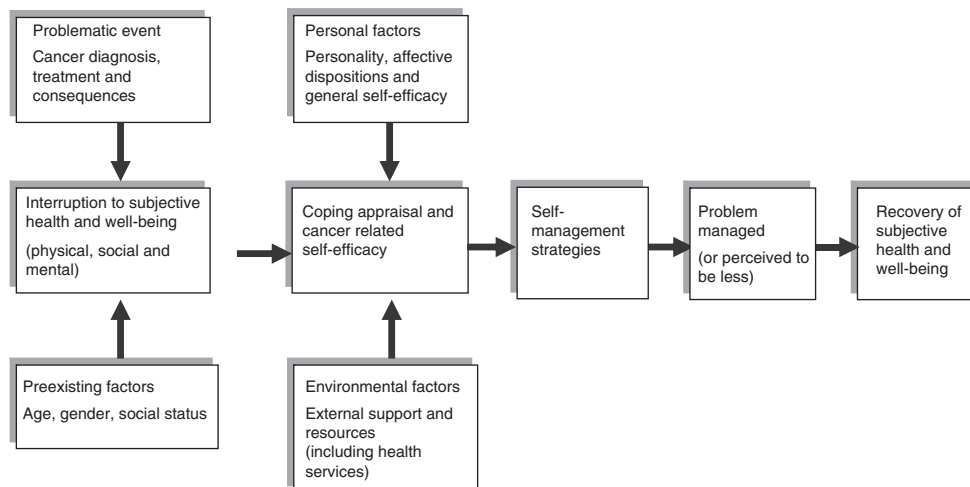 Problematic event
Cancer diagnosis,
treatment and
consequences
Personal factors
Personality, affective
dispositions and
general self-efficacy
Interruption to subjective
health and well-being
(physical, social and
mental)
Coping appraisal and
cancer related
self-efficacy
Self-
management
strategies
Problem
managed
(or perceived to
be less)
Recovery of
subjective
health and
well-being
Preexisting factors
Age, gender, social status
Environmental factors
External support and
resources
(including health
services)